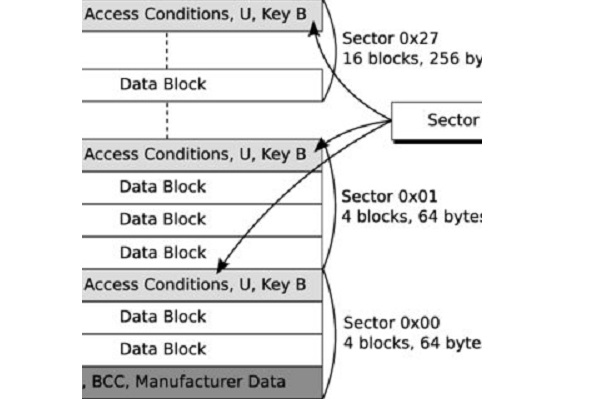 Access Conditions, U, Key B
Sector 0x27
16 blocks, 256 by
Data Block
Sector
Access Conditions, U, Key B
Data Block
Sector 0x01
4 blocks, 64 bytes
Data Block
Data Block
Access Conditions, U, Key B
Data Block
Sector 0x00
4 blocks, 64 byte
Data Block
, BCC, Manufacturer Data